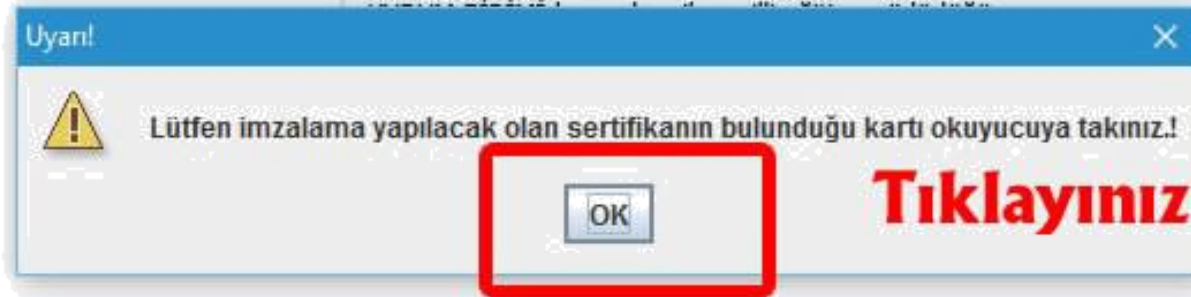 Uyarı!
Lütfen imzalama yapılacak olan sertifikanın bulunduğu kartı okuyucuya takınız.!
OK
Tıklayınız